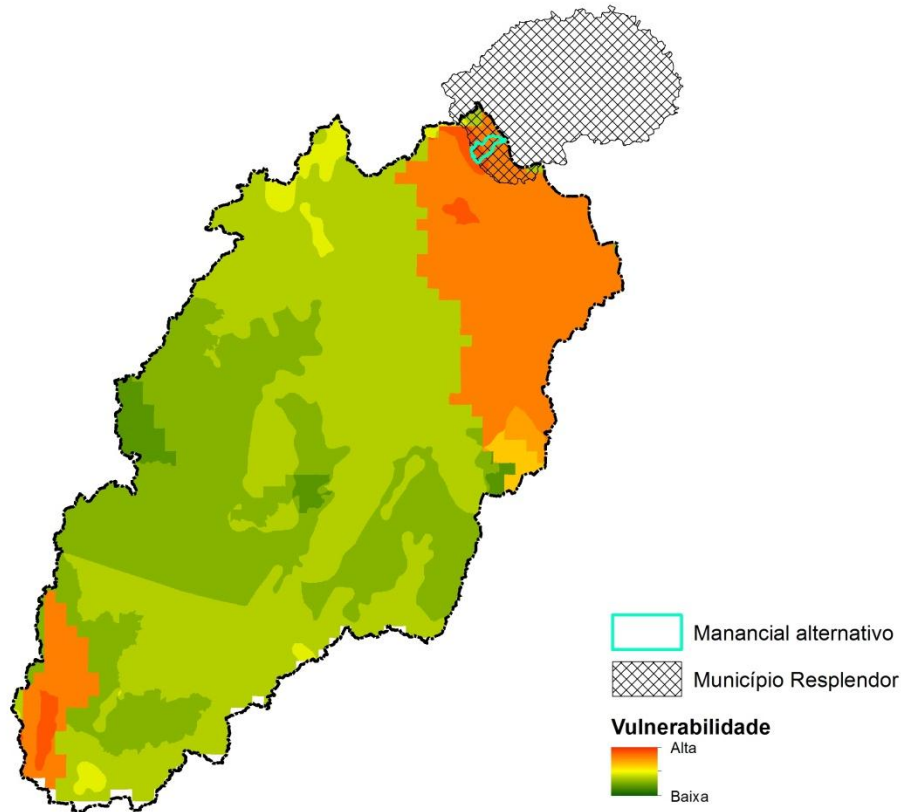 Manancial alternativo
Município Resplendor
Vulnerabilidade
Alta
Baixa